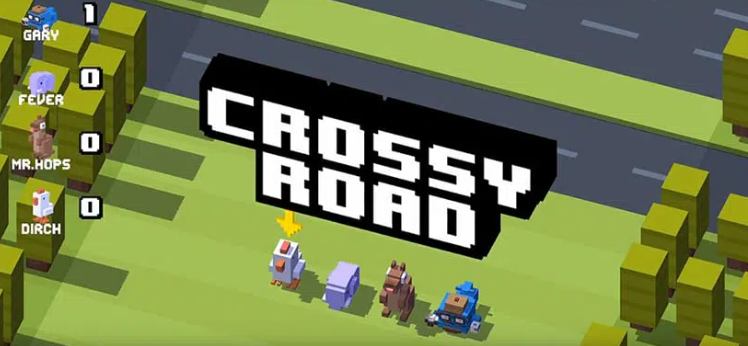 1
GARY
0
FEVER
0
MR.HOPS
0
DIRCH
CROSSY
ROAD